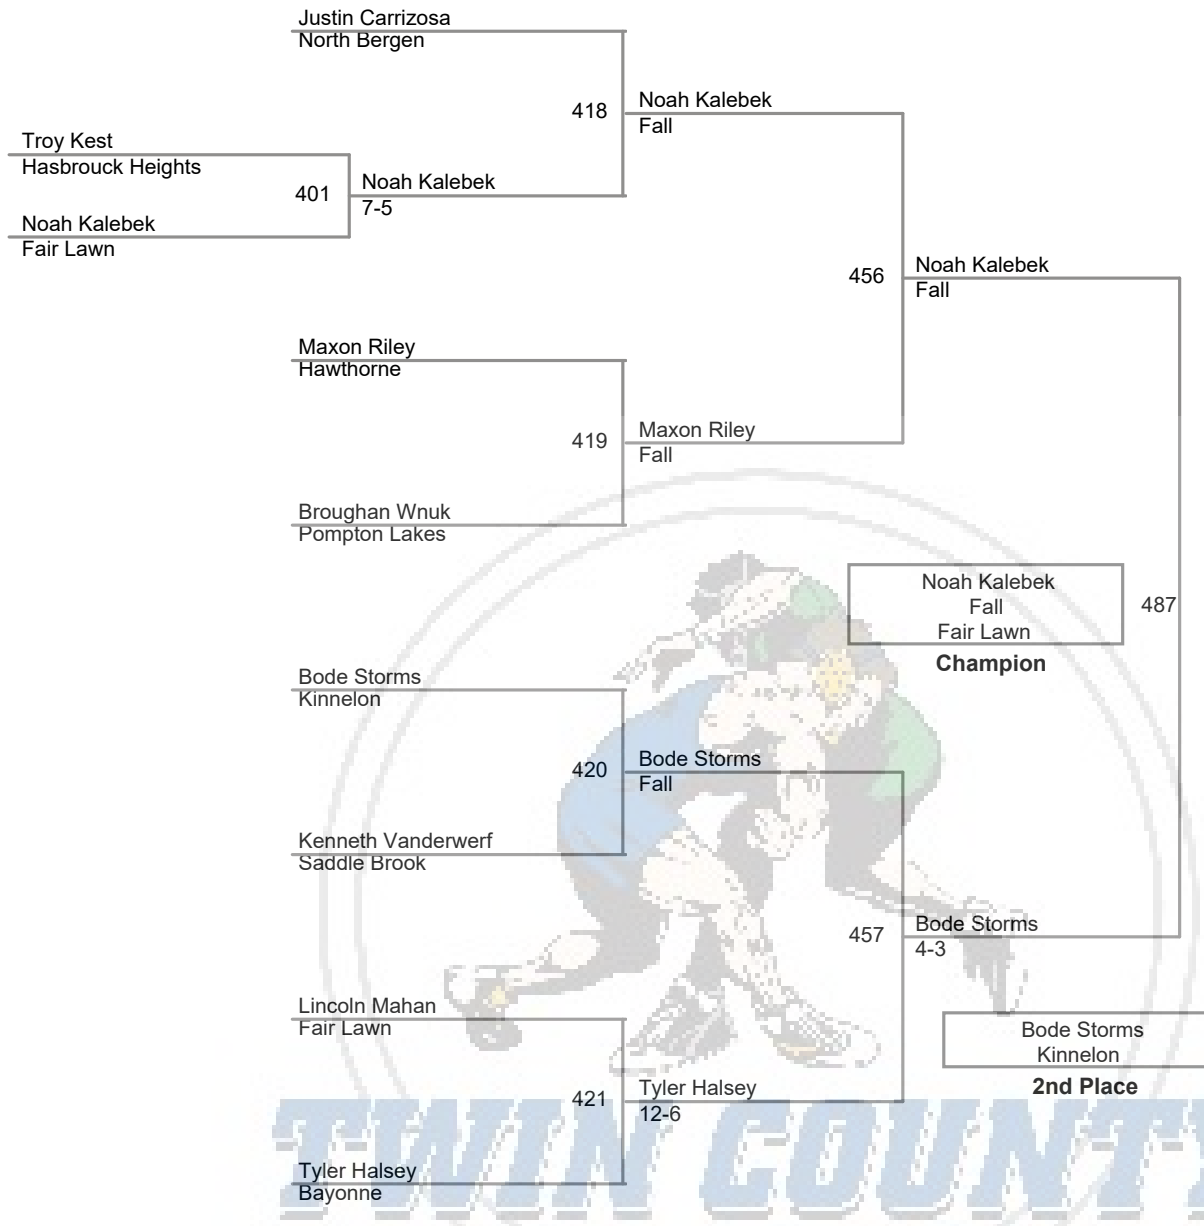 Justin Carrizosa
North Bergen
418
Noah Kalebek
Fall
Troy Kest
Hasbrouck Heights
401
Noah Kalebek
7-5
Noah Kalebek
Fair Lawn
456
Noah Kalebek
Fall
Maxon Riley
Hawthorne
419
Maxon Riley
Fall
Broughan Wnuk
Pompton Lakes
Noah Kalebek
Fall
Fair Lawn
487
Champion
Bode Storms
Kinnelon
420
Bode Storms
Fall
Kenneth Vanderwerf
Saddle Brook
457
Bode Storms
4-3
Lincoln Mahan
Fair Lawn
Bode Storms
Kinnelon
2nd Place
421
Tyler Halsey
12-6
Tyler Halsey
Bayonne
TWIN COUNTY